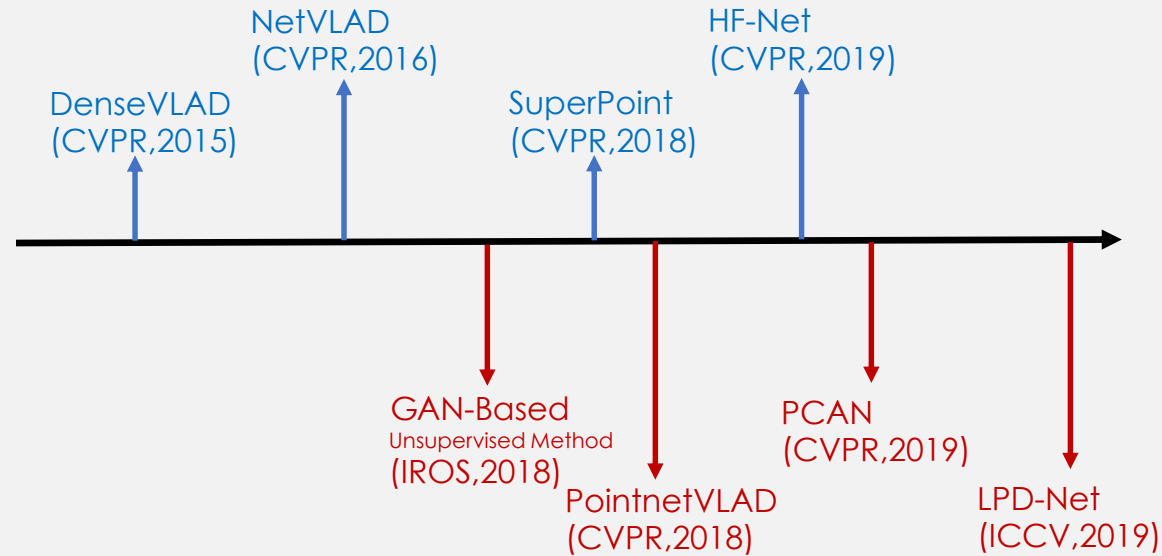 NetVLAD
(CVPR,2016)
HF-Net
(CVPR,2019)
DenseVLAD
(CVPR,2015)
SuperPoint
(CVPR,2018)
GAN-Based
Unsupervised Method
(IROS,2018)
PCAN
(CVPR,2019)
PointnetVLAD
(CVPR,2018)
LPD-Net
(ICCV,2019)